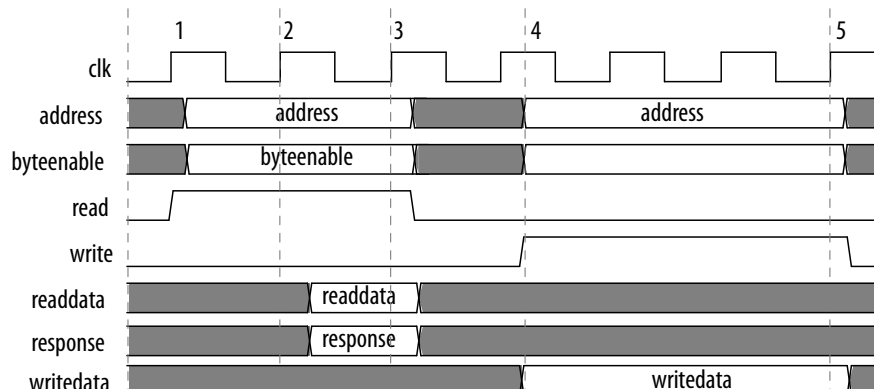 1 2 3 4 5
clk
address address address
byteenable byteenable
read
write
readdata readdata
response response
writedata writedata